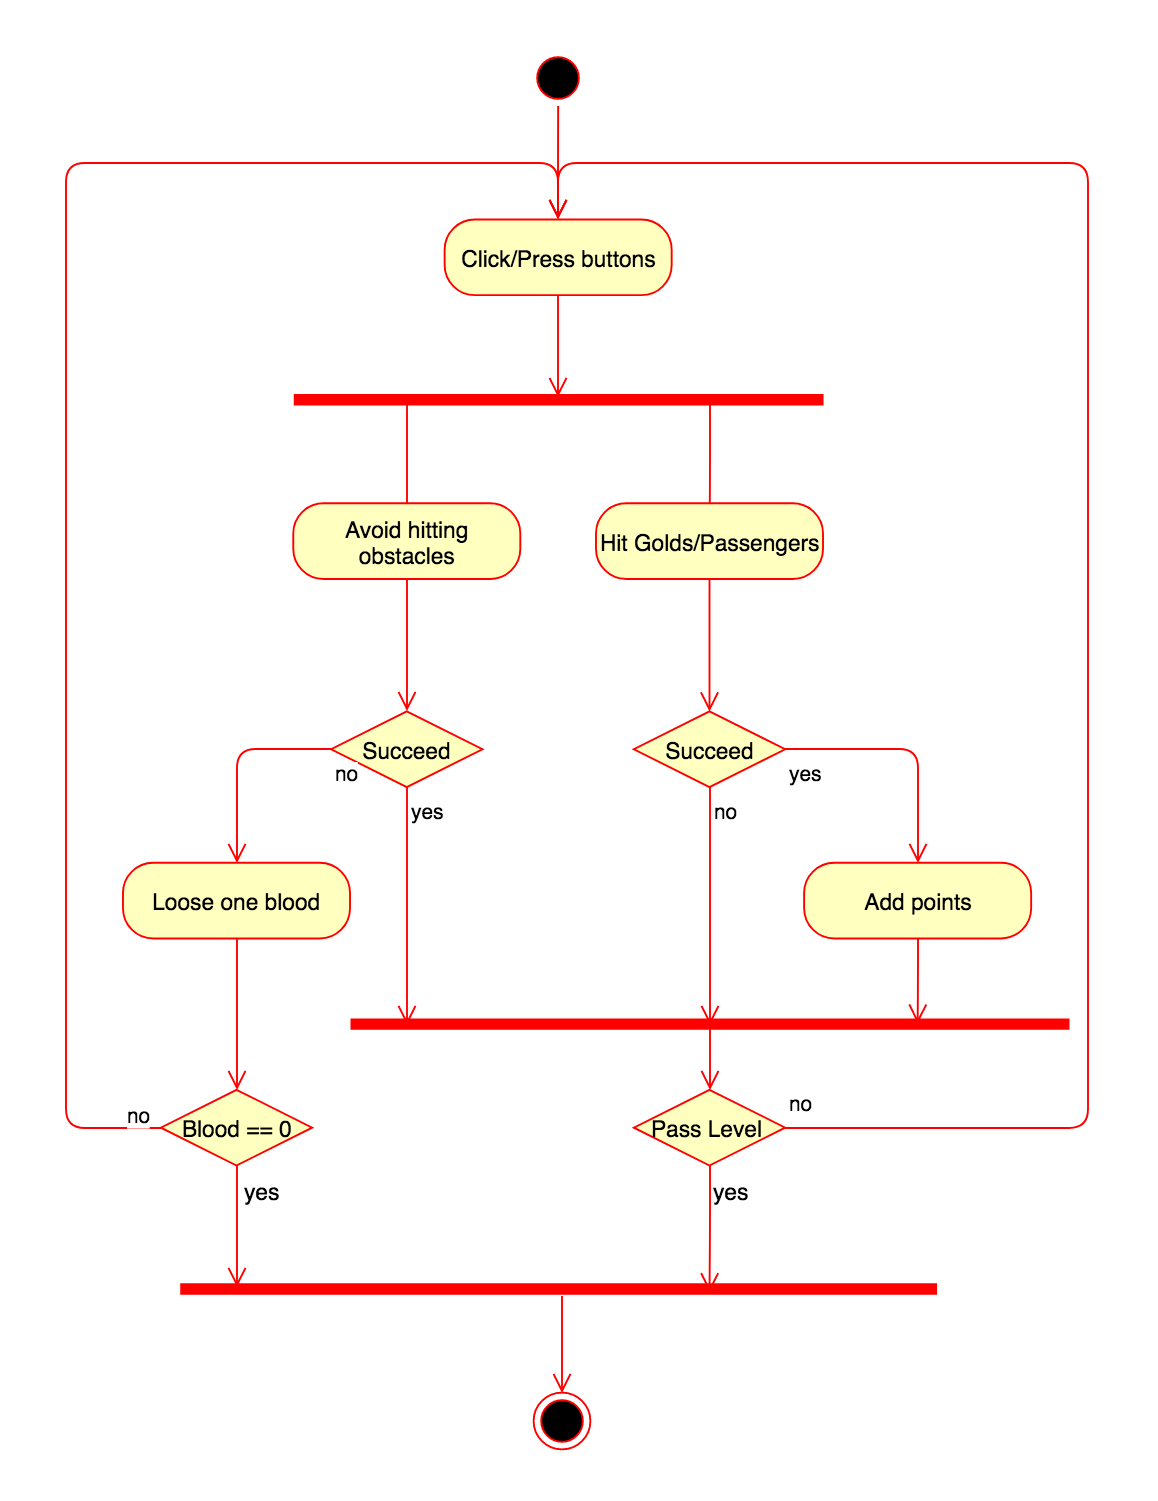 Click/Press buttons
Avoid hitting
obstacles
Hit Golds/Passengers
Succeed
Succeed
no
yes
yes
no
Loose one blood
Add points
no
Blood == 0
Pass Level
no
yes
yes